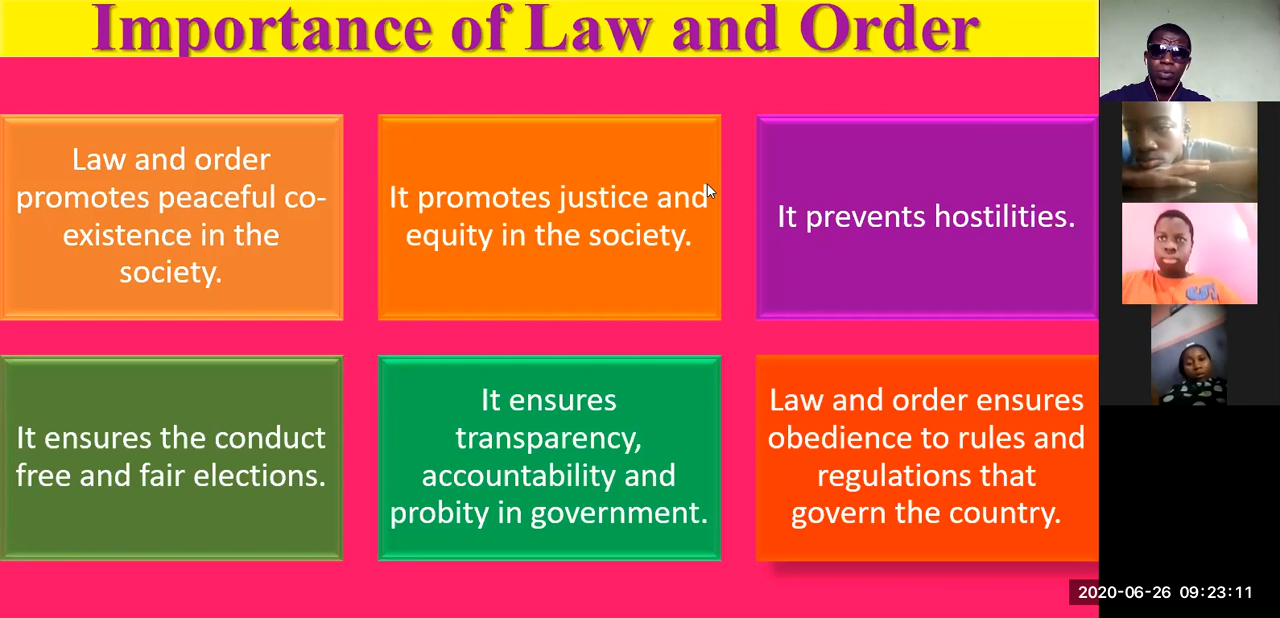 Importance of Law and Order
Law and order
promotes peaceful co-
existence in the
society.
It promotes justice and
equity in the society.
It prevents hostilities.
It ensures the conduct
free and fair elections.
It ensures
transparency,
accountability and
probity in government.
Law and order ensures
obedience to rules and
regulations that
govern the country.
2020-06-26 09:23:11